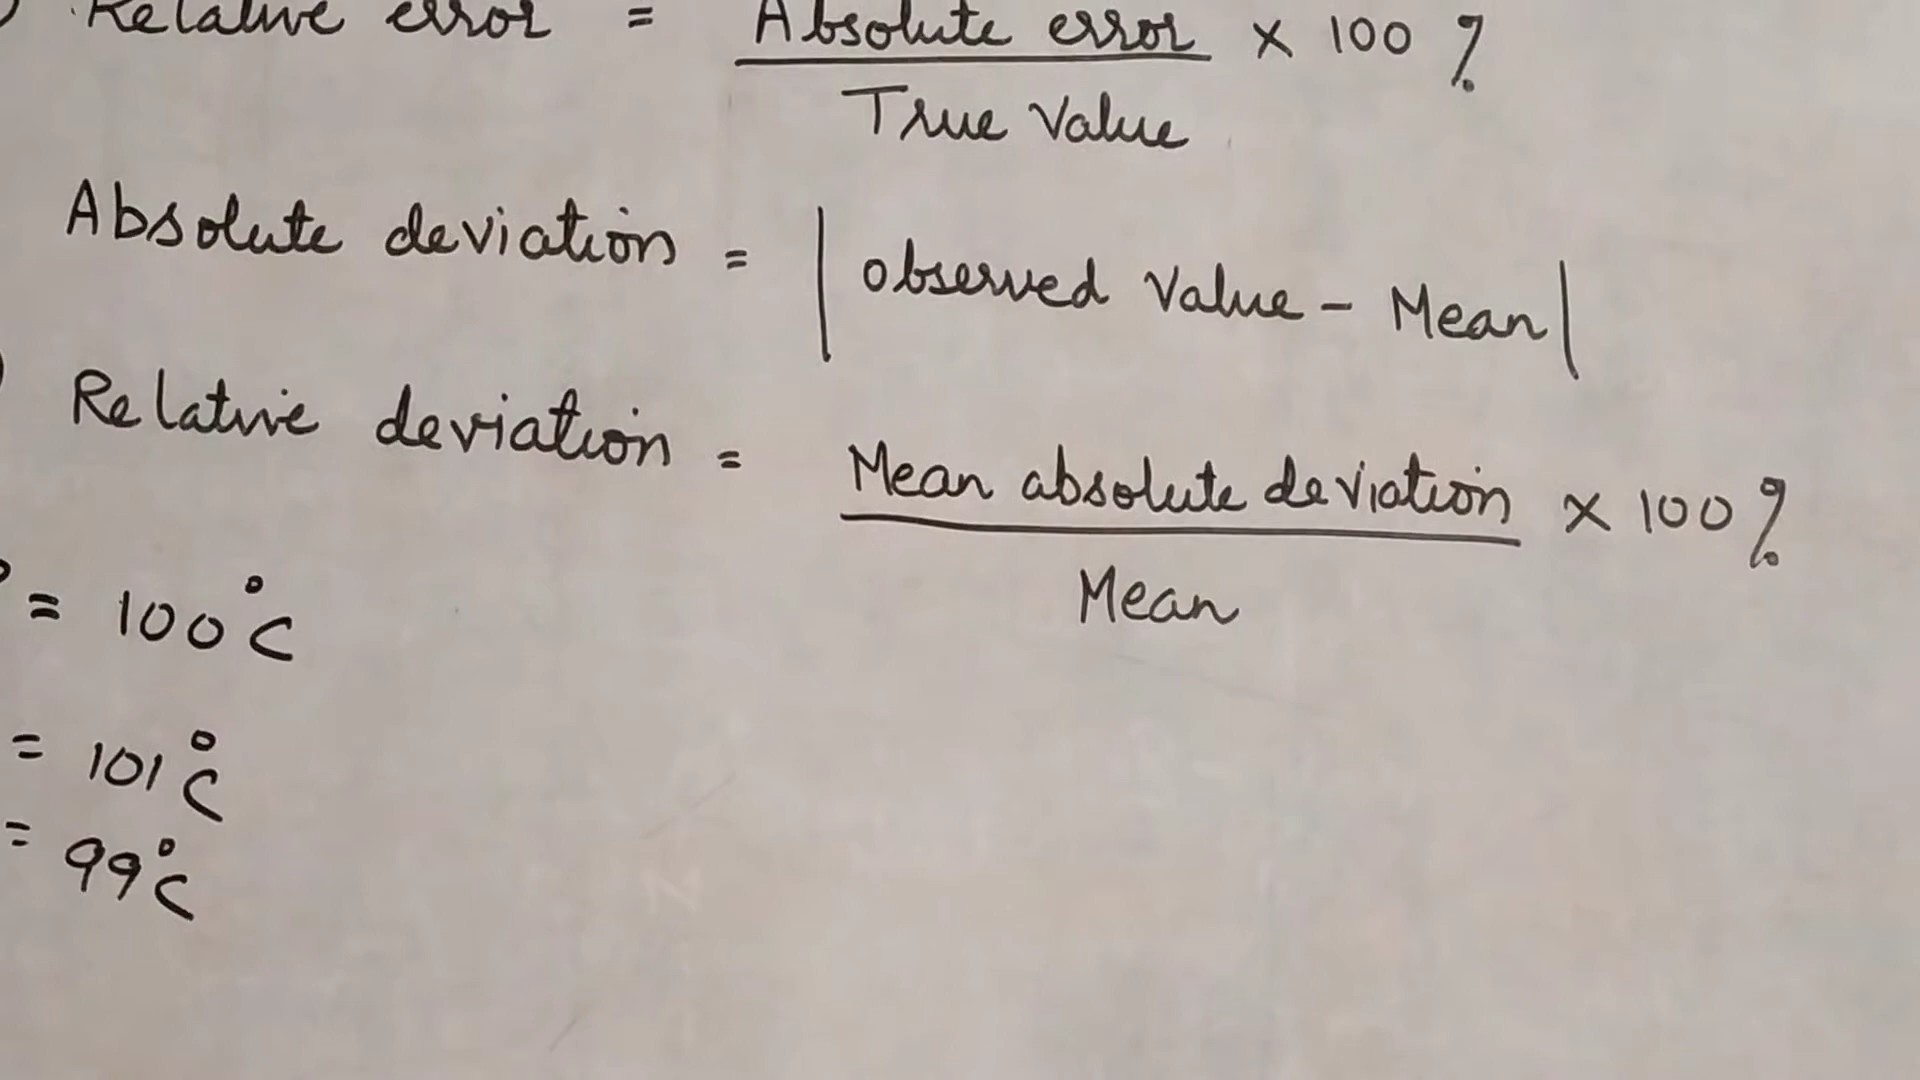 Relative error = Absolute error × 100 %
True Value
Absolute deviation = | observed Value - Mean |
Relative deviation = Mean absolute deviation × 100 %
Mean
= 100°C
= 101°C
= 99°C